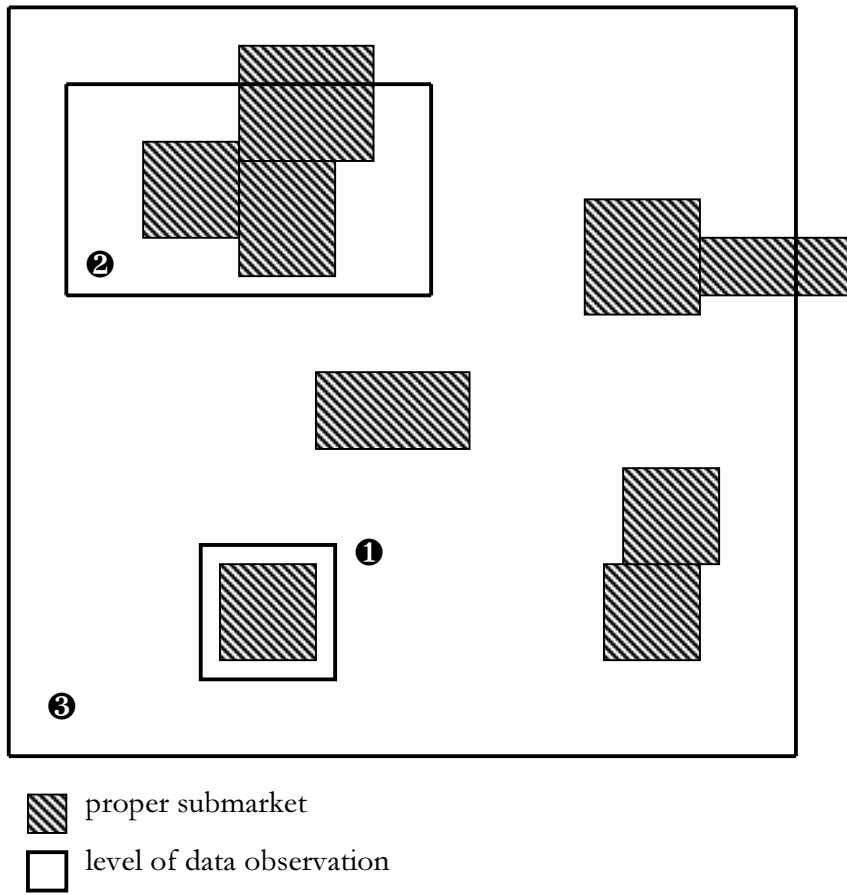 ❷
❶
❸
proper submarket
level of data observation